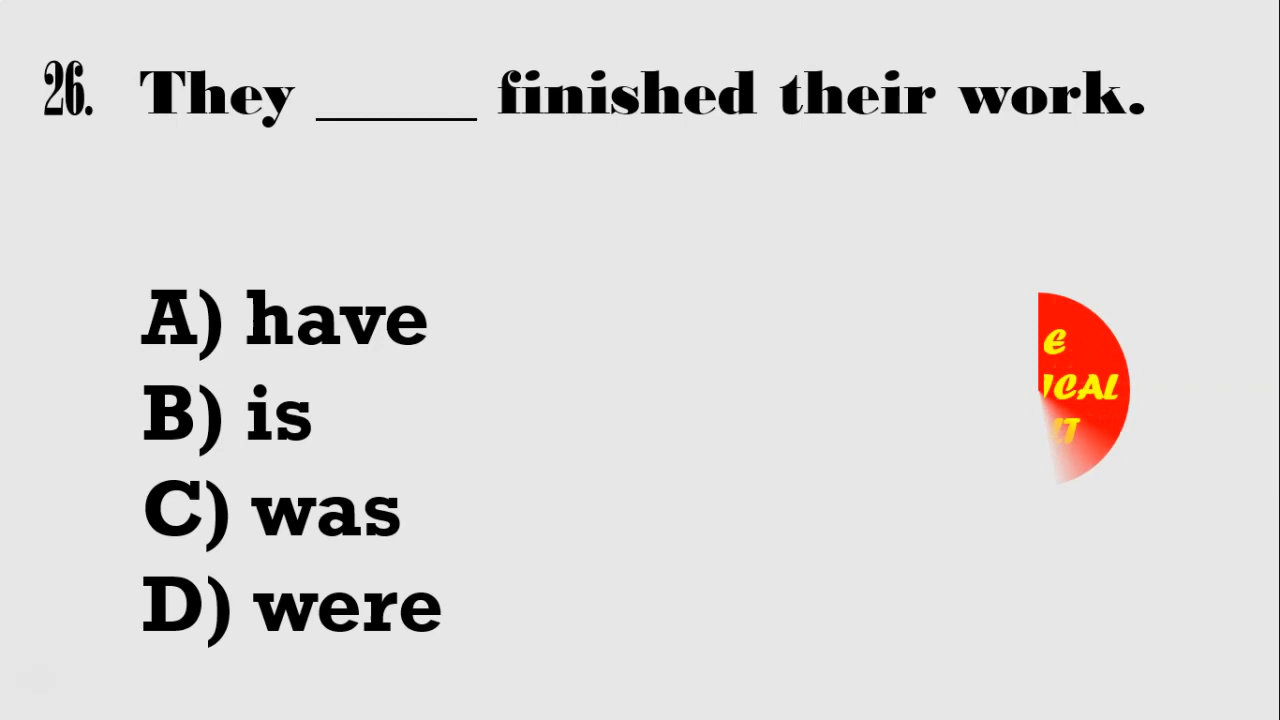 26. They _____ finished their work.
A) have
B) is
C) was
D) were